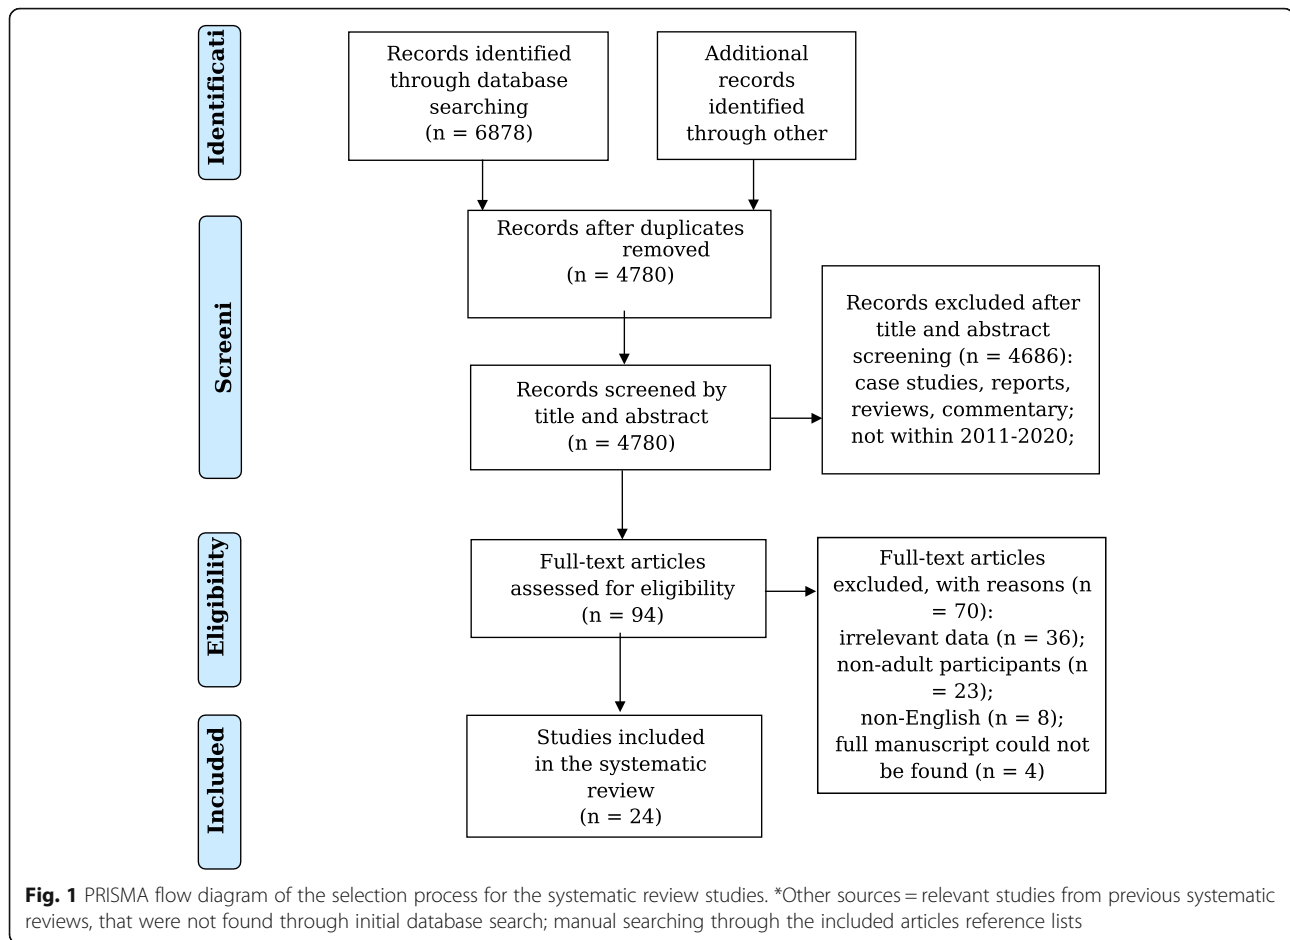 Identificati
Records identified
through database
searching
(n = 6878)
Additional
records
identified
through other
Screeni
Records after duplicates
removed
(n = 4780)
Records screened by
title and abstract
(n = 4780)
Records excluded after
title and abstract
screening (n = 4686):
case studies, reports,
reviews, commentary;
not within 2011-2020;
Eligibility
Full-text articles
assessed for eligibility
(n = 94)
Full-text articles
excluded, with reasons (n
= 70):
irrelevant data (n = 36);
non-adult participants (n
= 23);
non-English (n = 8);
full manuscript could not
be found (n = 4)
Included
Studies included
in the systematic
review
(n = 24)
Fig. 1 PRISMA flow diagram of the selection process for the systematic review studies. *Other sources = relevant studies from previous systematic
reviews, that were not found through initial database search; manual searching through the included articles reference lists